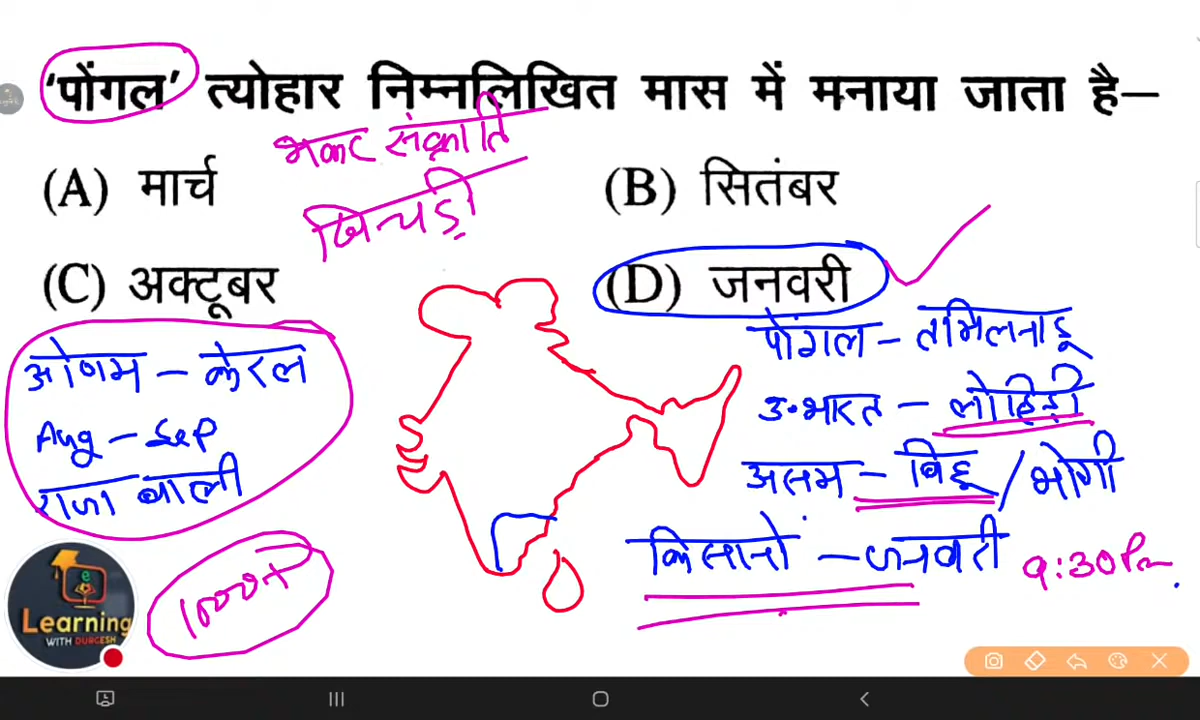 'पोंगल' त्योहार निम्नलिखित मास में मनाया जाता है–
मकर संक्राति
(A) मार्च
(B) सितंबर
खिचड़ी
(C) अक्टूबर
(D) जनवरी
पोंगल – तमिलनाडू
ओणम – केरल
उ॰ भारत – लोहिड़ी
Aug – Sep
असम – बिहू / भोगी
राजा बाली
किसानों – जनवरी
9:30 Pm
1000+
e
Learning
WITH DURGESH